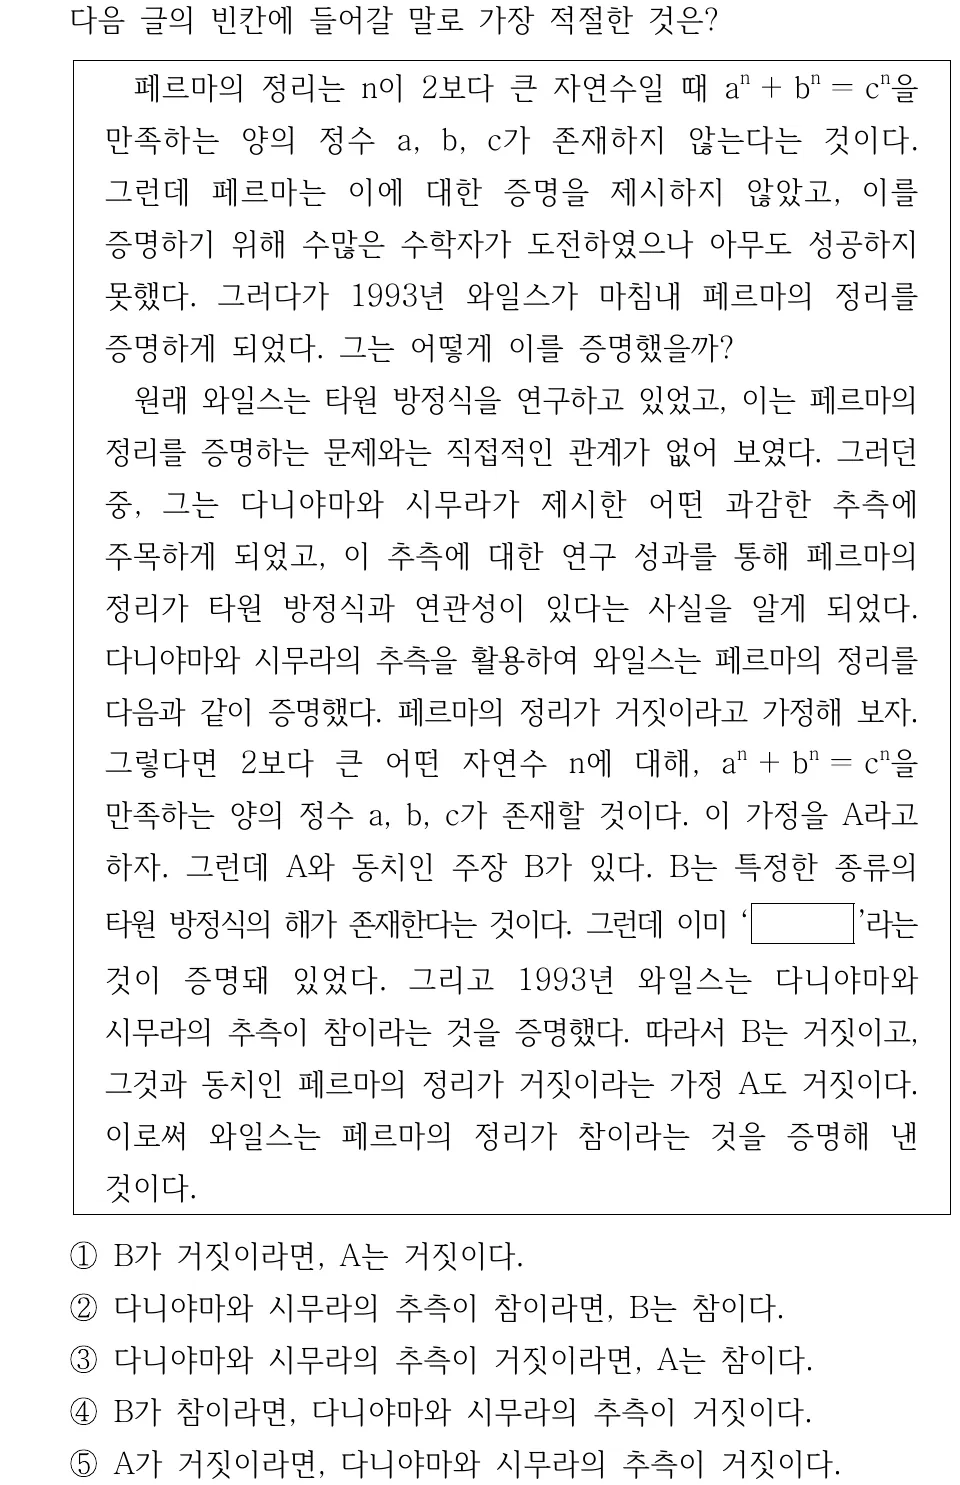 다음 글의 빈칸에 들어갈 말로 가장 적절한 것은?
페르마의 정리는 n이 2보다 큰 자연수일 때 aⁿ + bⁿ = cⁿ을
만족하는 양의 정수 a, b, c가 존재하지 않는다는 것이다.
그런데 페르마는 이에 대한 증명을 제시하지 않았고, 이를
증명하기 위해 수많은 수학자가 도전하였으나 아무도 성공하지
못했다. 그러다가 1993년 와일스가 마침내 페르마의 정리를
증명하게 되었다. 그는 어떻게 이를 증명했을까?
원래 와일스는 타원 방정식을 연구하고 있었고, 이는 페르마의
정리를 증명하는 문제와는 직접적인 관계가 없어 보였다. 그러던
중, 그는 다니야마와 시무라가 제시한 어떤 과감한 추측에
주목하게 되었고, 이 추측에 대한 연구 성과를 통해 페르마의
정리가 타원 방정식과 연관성이 있다는 사실을 알게 되었다.
다니야마와 시무라의 추측을 활용하여 와일스는 페르마의 정리를
다음과 같이 증명했다. 페르마의 정리가 거짓이라고 가정해 보자.
그렇다면 2보다 큰 어떤 자연수 n에 대해, aⁿ + bⁿ = cⁿ을
만족하는 양의 정수 a, b, c가 존재할 것이다. 이 가정을 A라고
하자. 그런데 A와 동치인 주장 B가 있다. B는 특정한 종류의
타원 방정식의 해가 존재한다는 것이다. 그런데 이미 ‘      ’라는
것이 증명돼 있었다. 그리고 1993년 와일스는 다니야마와
시무라의 추측이 참이라는 것을 증명했다. 따라서 B는 거짓이고,
그것과 동치인 페르마의 정리가 거짓이라는 가정 A도 거짓이다.
이로써 와일스는 페르마의 정리가 참이라는 것을 증명해 낸
것이다.
① B가 거짓이라면, A는 거짓이다.
② 다니야마와 시무라의 추측이 참이라면, B는 참이다.
③ 다니야마와 시무라의 추측이 거짓이라면, A는 참이다.
④ B가 참이라면, 다니야마와 시무라의 추측이 거짓이다.
⑤ A가 거짓이라면, 다니야마와 시무라의 추측이 거짓이다.